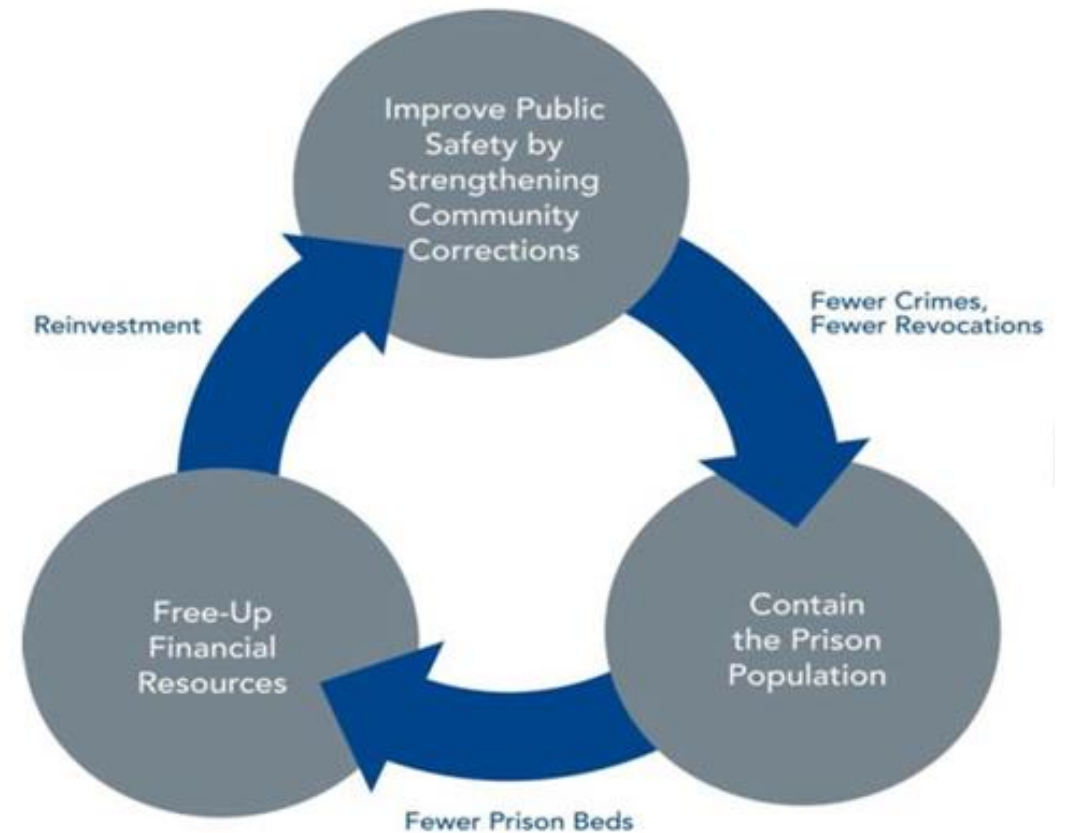 Improve Public
Safety by
Strengthening
Community
Corrections
Fewer Crimes,
Fewer Revocations
Contain
the Prison
Population
Fewer Prison Beds
Free-Up
Financial
Resources
Reinvestment